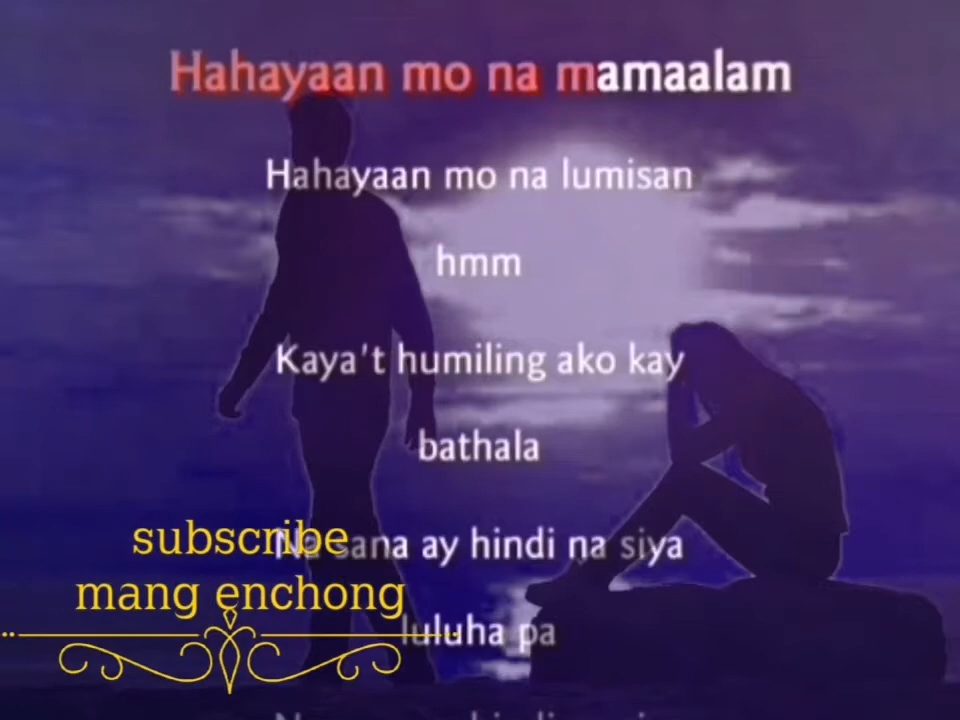 Hahayaan mo na mamaalam
Hahayaan mo na lumisan
hmm
Kaya't humiling ako kay
bathala
Na sana ay hindi na siya
luluha pa
subscribe
mang enchong